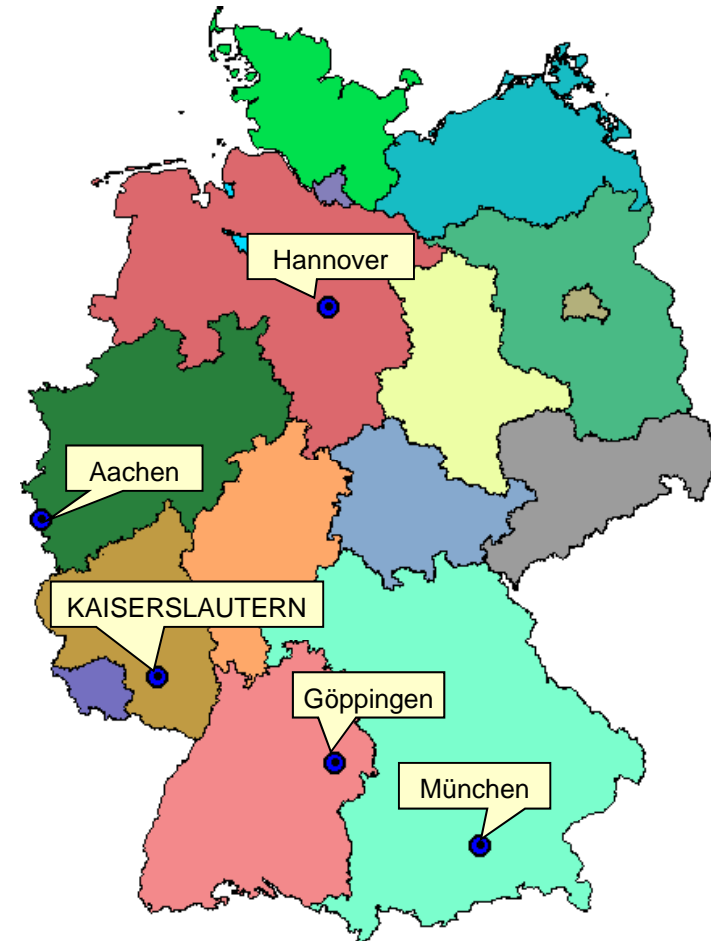 Hannover
Aachen
KAISERSLAUTERN
Göppingen
München